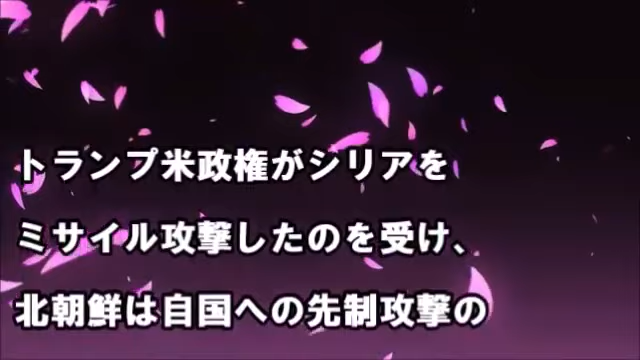 トランプ米政権がシリアを
ミサイル攻撃したのを受け、
北朝鮮は自国への先制攻撃の